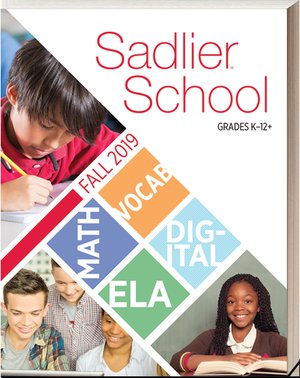 Sadlier®
School
GRADES K–12+
FALL 2019
VOCAB
MATH
DIG-
ITAL
ELA